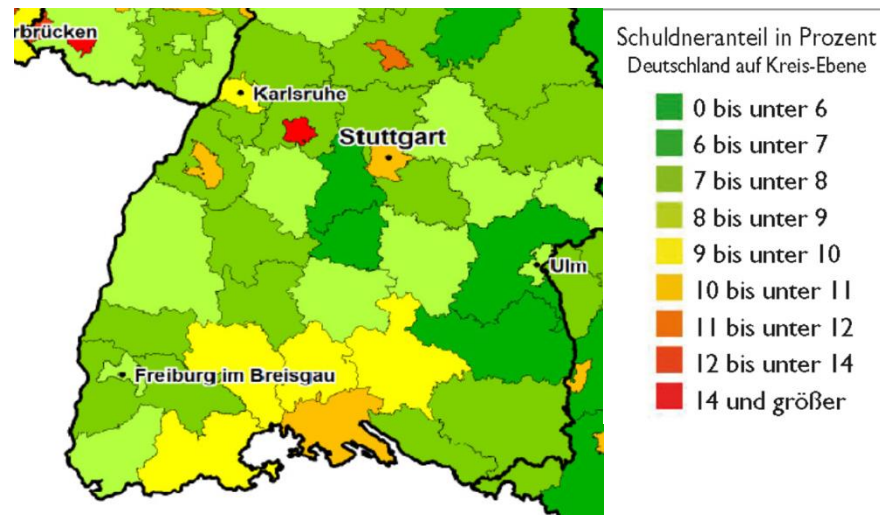 rbrücken
Karlsruhe
Stuttgart
Ulm
Freiburg im Breisgau
Schuldneranteil in Prozent
Deutschland auf Kreis-Ebene
0 bis unter 6
6 bis unter 7
7 bis unter 8
8 bis unter 9
9 bis unter 10
10 bis unter 11
11 bis unter 12
12 bis unter 14
14 und größer